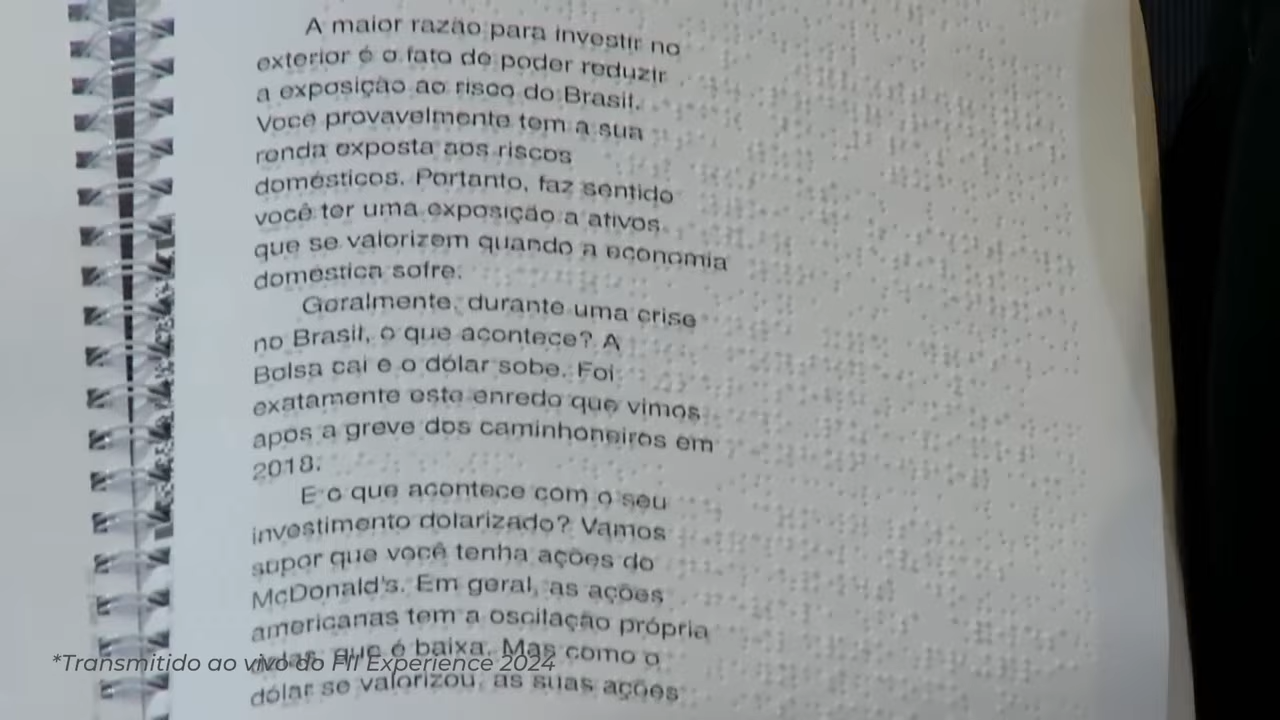 A maior razão para investir no
exterior é o fato de poder reduzir
a exposição ao risco do Brasil.
Você provavelmente tem a sua
renda exposta aos riscos
domésticos. Portanto, faz sentido
você ter uma exposição a ativos
que se valorizem quando a economia
doméstica sofre.
Geralmente, durante uma crise
no Brasil, o que acontece? A
Bolsa cai e o dólar sobe. Foi
exatamente este enredo que vimos
após a greve dos caminhoneiros em
2018.
E o que acontece com o seu
investimento dolarizado? Vamos
supor que você tenha ações do
McDonald's. Em geral, as ações
americanas tem a oscilação própria
que é baixa. Mas como o
*Transmitido ao vivo do FII Experience 2024
dólar se valorizou, as suas ações